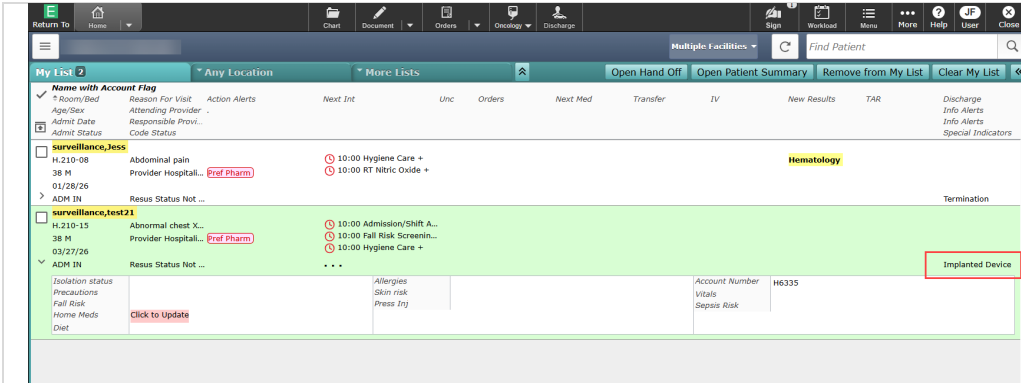 E
Return To Home Chart Document Orders Oncology Discharge Sign Workload Menu More Help JF User Close
Multiple Facilities Find Patient
My List 2 Any Location More Lists Open Hand Off Open Patient Summary Remove from My List Clear My List
Name with Account Flag
Room/Bed Reason For Visit Action Alerts Next Int Unc Orders Next Med Transfer IV New Results TAR Discharge
Age/Sex Attending Provider . Info Alerts
Admit Date Responsible Provi... Info Alerts
Admit Status Code Status Special Indicators
surveillance,Jess
H.210-08 Abdominal pain 10:00 Hygiene Care + Hematology
38 M Provider Hospitali... Pref Pharm 10:00 RT Nitric Oxide +
01/28/26
ADM IN Resus Status Not ... Termination
surveillance,test21
H.210-15 Abnormal chest X... 10:00 Admission/Shift A...
38 M Provider Hospitali... Pref Pharm 10:00 Fall Risk Screenin...
03/27/26 10:00 Hygiene Care +
ADM IN Resus Status Not ... • • • Implanted Device
Isolation status Allergies Account Number H6335
Precautions Skin risk Vitals
Fall Risk Press Inj Sepsis Risk
Home Meds Click to Update
Diet